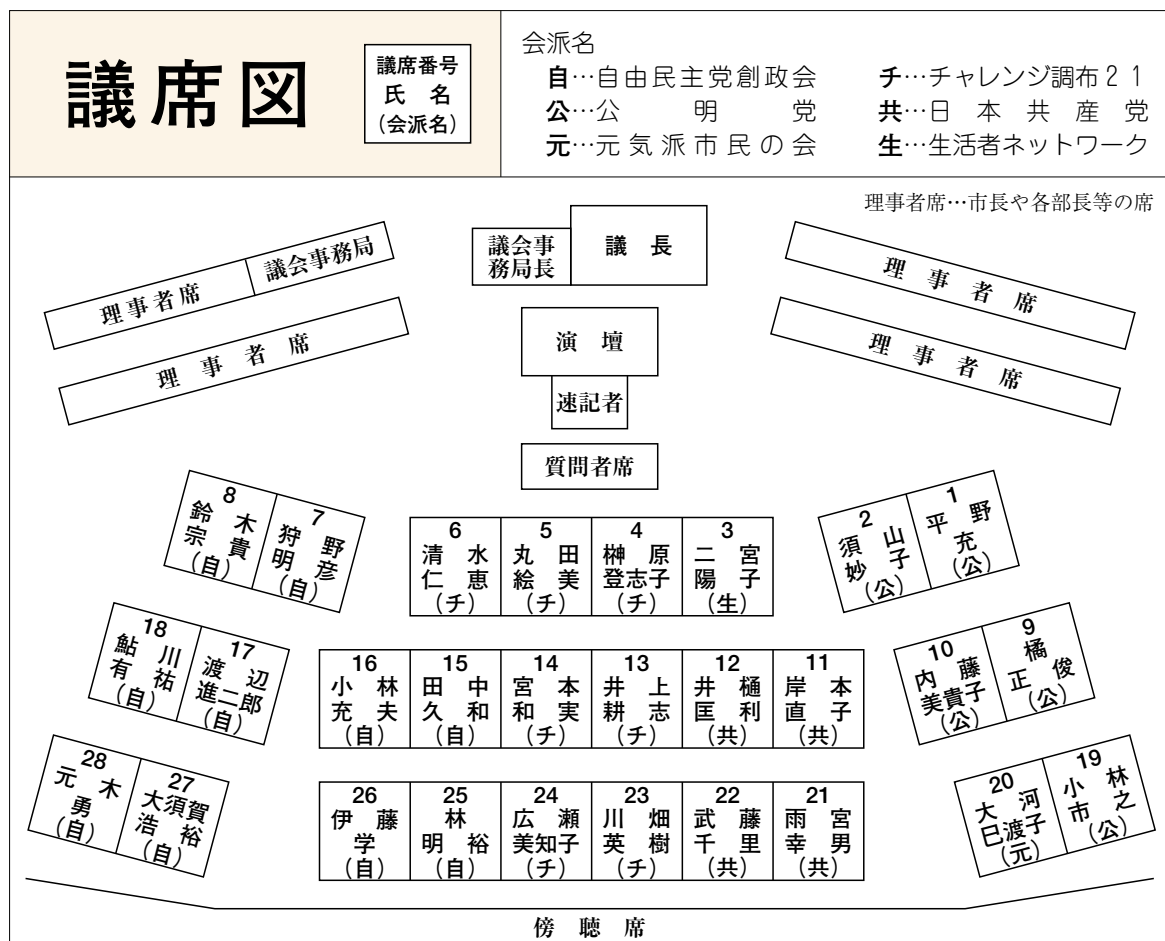 議席図
議席番号
氏 名
(会派名)
会派名
自…自由民主党創政会
チ…チャレンジ調布21
公…公明党
共…日本共産党
元…元気派市民の会
生…生活者ネットワーク
理事者席…市長や各部長等の席
議会事
務局長
議 長
理事者席
議会事務局
理事者席
理事者席
理事者席
演 壇
速記者
質問者席
8
鈴木
宗貴
(自)
7
狩野
明彦
(自)
6
清水
仁恵
(チ)
5
丸田
絵美
(チ)
4
榊原
登志子
(チ)
3
二宮
陽子
(生)
2
須山
妙子
(公)
1
平野
充
(公)
18
鮎川
有祐
(自)
17
渡辺
進二郎
(自)
16
小林
充夫
(自)
15
田中
久和
(自)
14
宮本
和実
(チ)
13
井上
耕志
(チ)
12
井樋
匡利
(共)
11
岸本
直子
(共)
10
内藤
美貴子
(公)
9
橘
正俊
(公)
28
元木
勇
(自)
27
大須賀
浩裕
(自)
26
伊藤
学
(自)
25
林
明裕
(自)
24
広瀬
美知子
(チ)
23
川畑
英樹
(チ)
22
武藤
千里
(共)
21
雨宮
幸男
(共)
20
大河
巳渡子
(元)
19
小林
市之
(公)
傍聴席